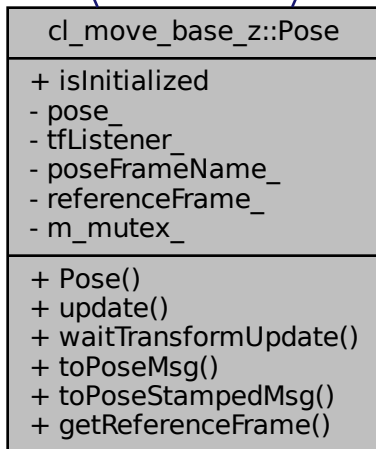 cl_move_base_z::Pose
+ isInitialized
- pose_
- tfListener_
- poseFrameName_
- referenceFrame_
- m_mutex_
+ Pose()
+ update()
+ waitTransformUpdate()
+ toPoseMsg()
+ toPoseStampedMsg()
+ getReferenceFrame()